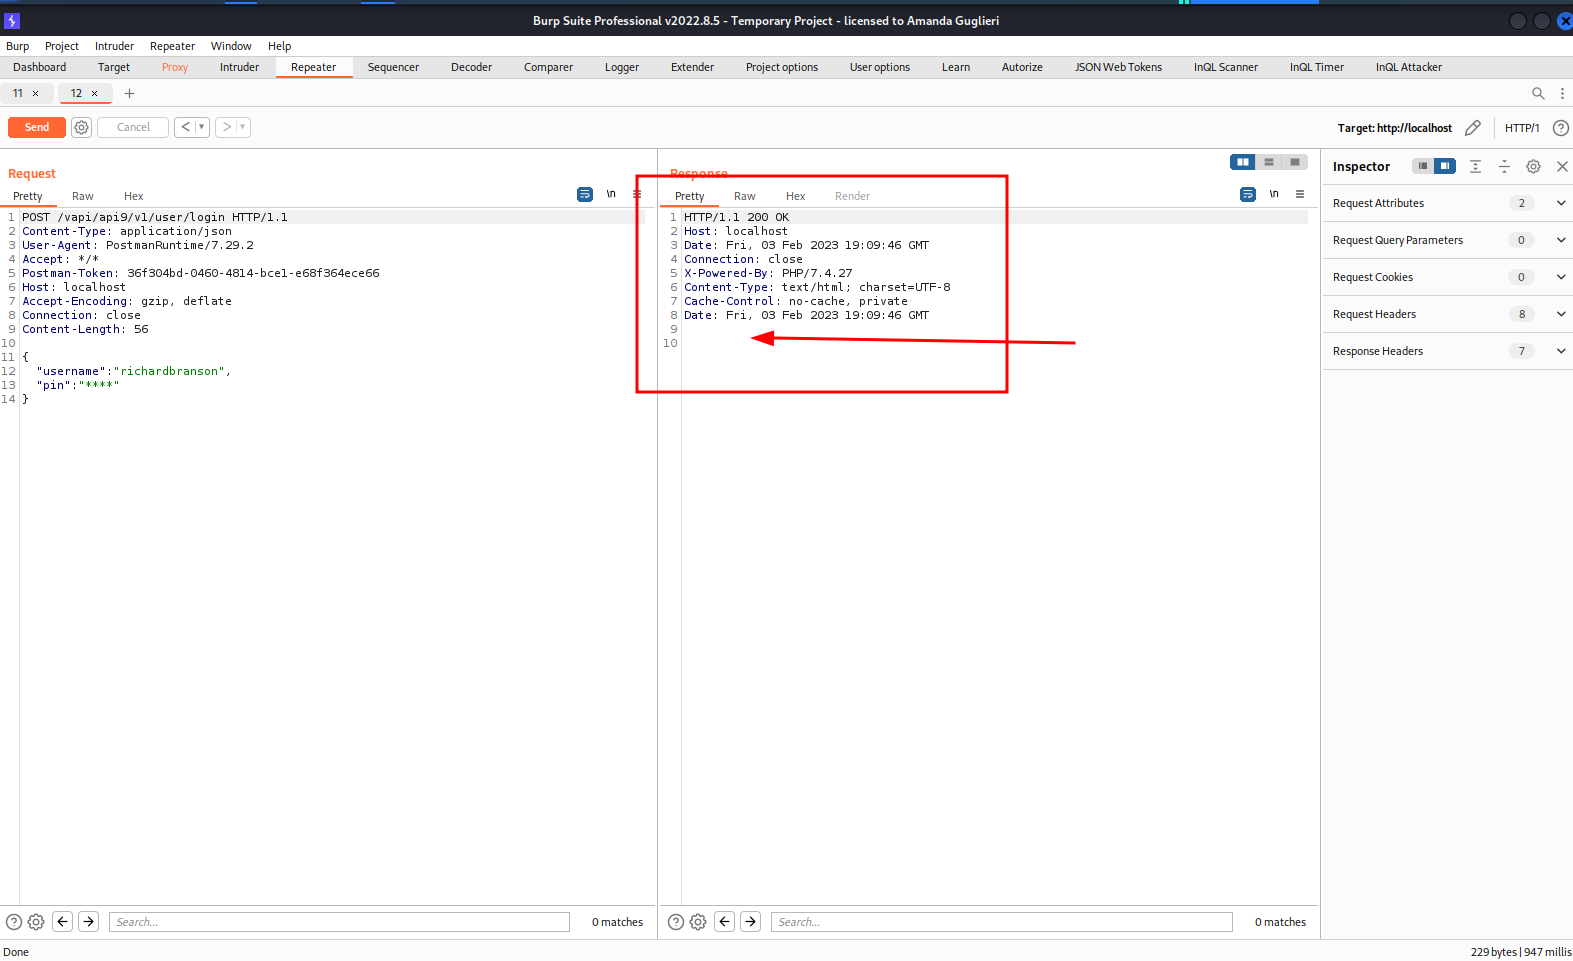 Burp Suite Professional v2022.8.5 - Temporary Project - licensed to Amanda Guglieri
Burp Project Intruder Repeater Window Help
Dashboard Target Proxy Intruder Repeater Sequencer Decoder Comparer Logger Extender Project options User options Learn Autorize JSON Web Tokens InQL Scanner InQL Timer InQL Attacker
11 × 12 × +
Send Cancel < >
Target: http://localhost HTTP/1 ?
Request
Pretty Raw Hex
\n
1 POST /vapi/api9/v1/user/login HTTP/1.1
2 Content-Type: application/json
3 User-Agent: PostmanRuntime/7.29.2
4 Accept: */*
5 Postman-Token: 36f304bd-0460-4814-bce1-e68f364ece66
6 Host: localhost
7 Accept-Encoding: gzip, deflate
8 Connection: close
9 Content-Length: 56
10
11 {
12 "username":"richardbranson",
13 "pin":"****"
14 }
Response
Pretty Raw Hex Render
\n
1 HTTP/1.1 200 OK
2 Host: localhost
3 Date: Fri, 03 Feb 2023 19:09:46 GMT
4 Connection: close
5 X-Powered-By: PHP/7.4.27
6 Content-Type: text/html; charset=UTF-8
7 Cache-Control: no-cache, private
8 Date: Fri, 03 Feb 2023 19:09:46 GMT
9
10
Inspector
Request Attributes 2
Request Query Parameters 0
Request Cookies 0
Request Headers 8
Response Headers 7
? Search... 0 matches
? Search... 0 matches
Done
229 bytes | 947 millis